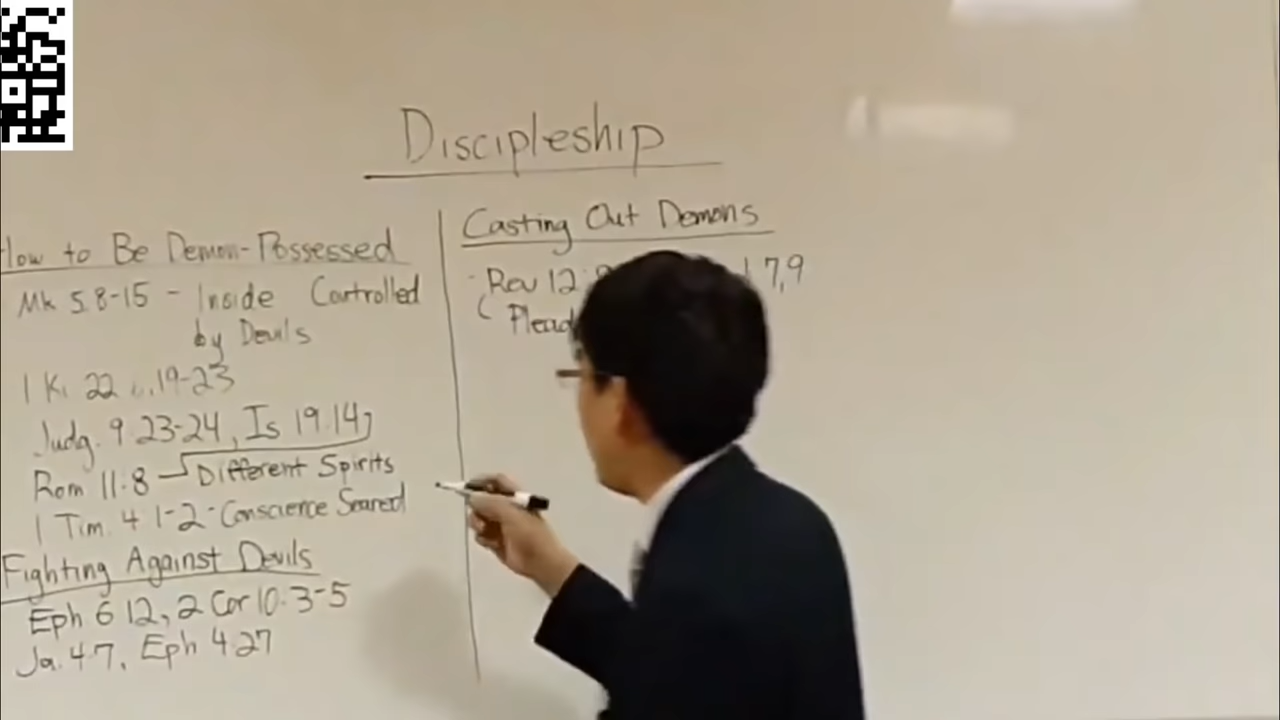 Discipleship
How to Be Demon-Possessed
Mk 5.8-15 - Inside Controlled
by Devils
1 Ki 22 19-23
Judg. 9.23-24, Is 19.14
Rom 11.8 - Different Spirits
1 Tim. 4 1-2 - Conscience Seared
Fighting Against Devils
Eph 6 12, 2 Cor 10.3-5
Ja. 4.7, Eph 4.27
Casting Out Demons
- Rev 12: 7,9
( Plead